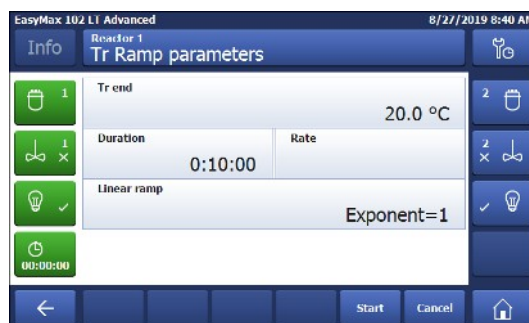 EasyMax 102 LT Advanced 8/27/2019 8:40 AM
Info
Reactor 1
Tr Ramp parameters
1
Tr end
20.0 °C
2
1
Duration
0:10:00
Rate
2
Linear ramp
Exponent=1
00:00:00
Start
Cancel